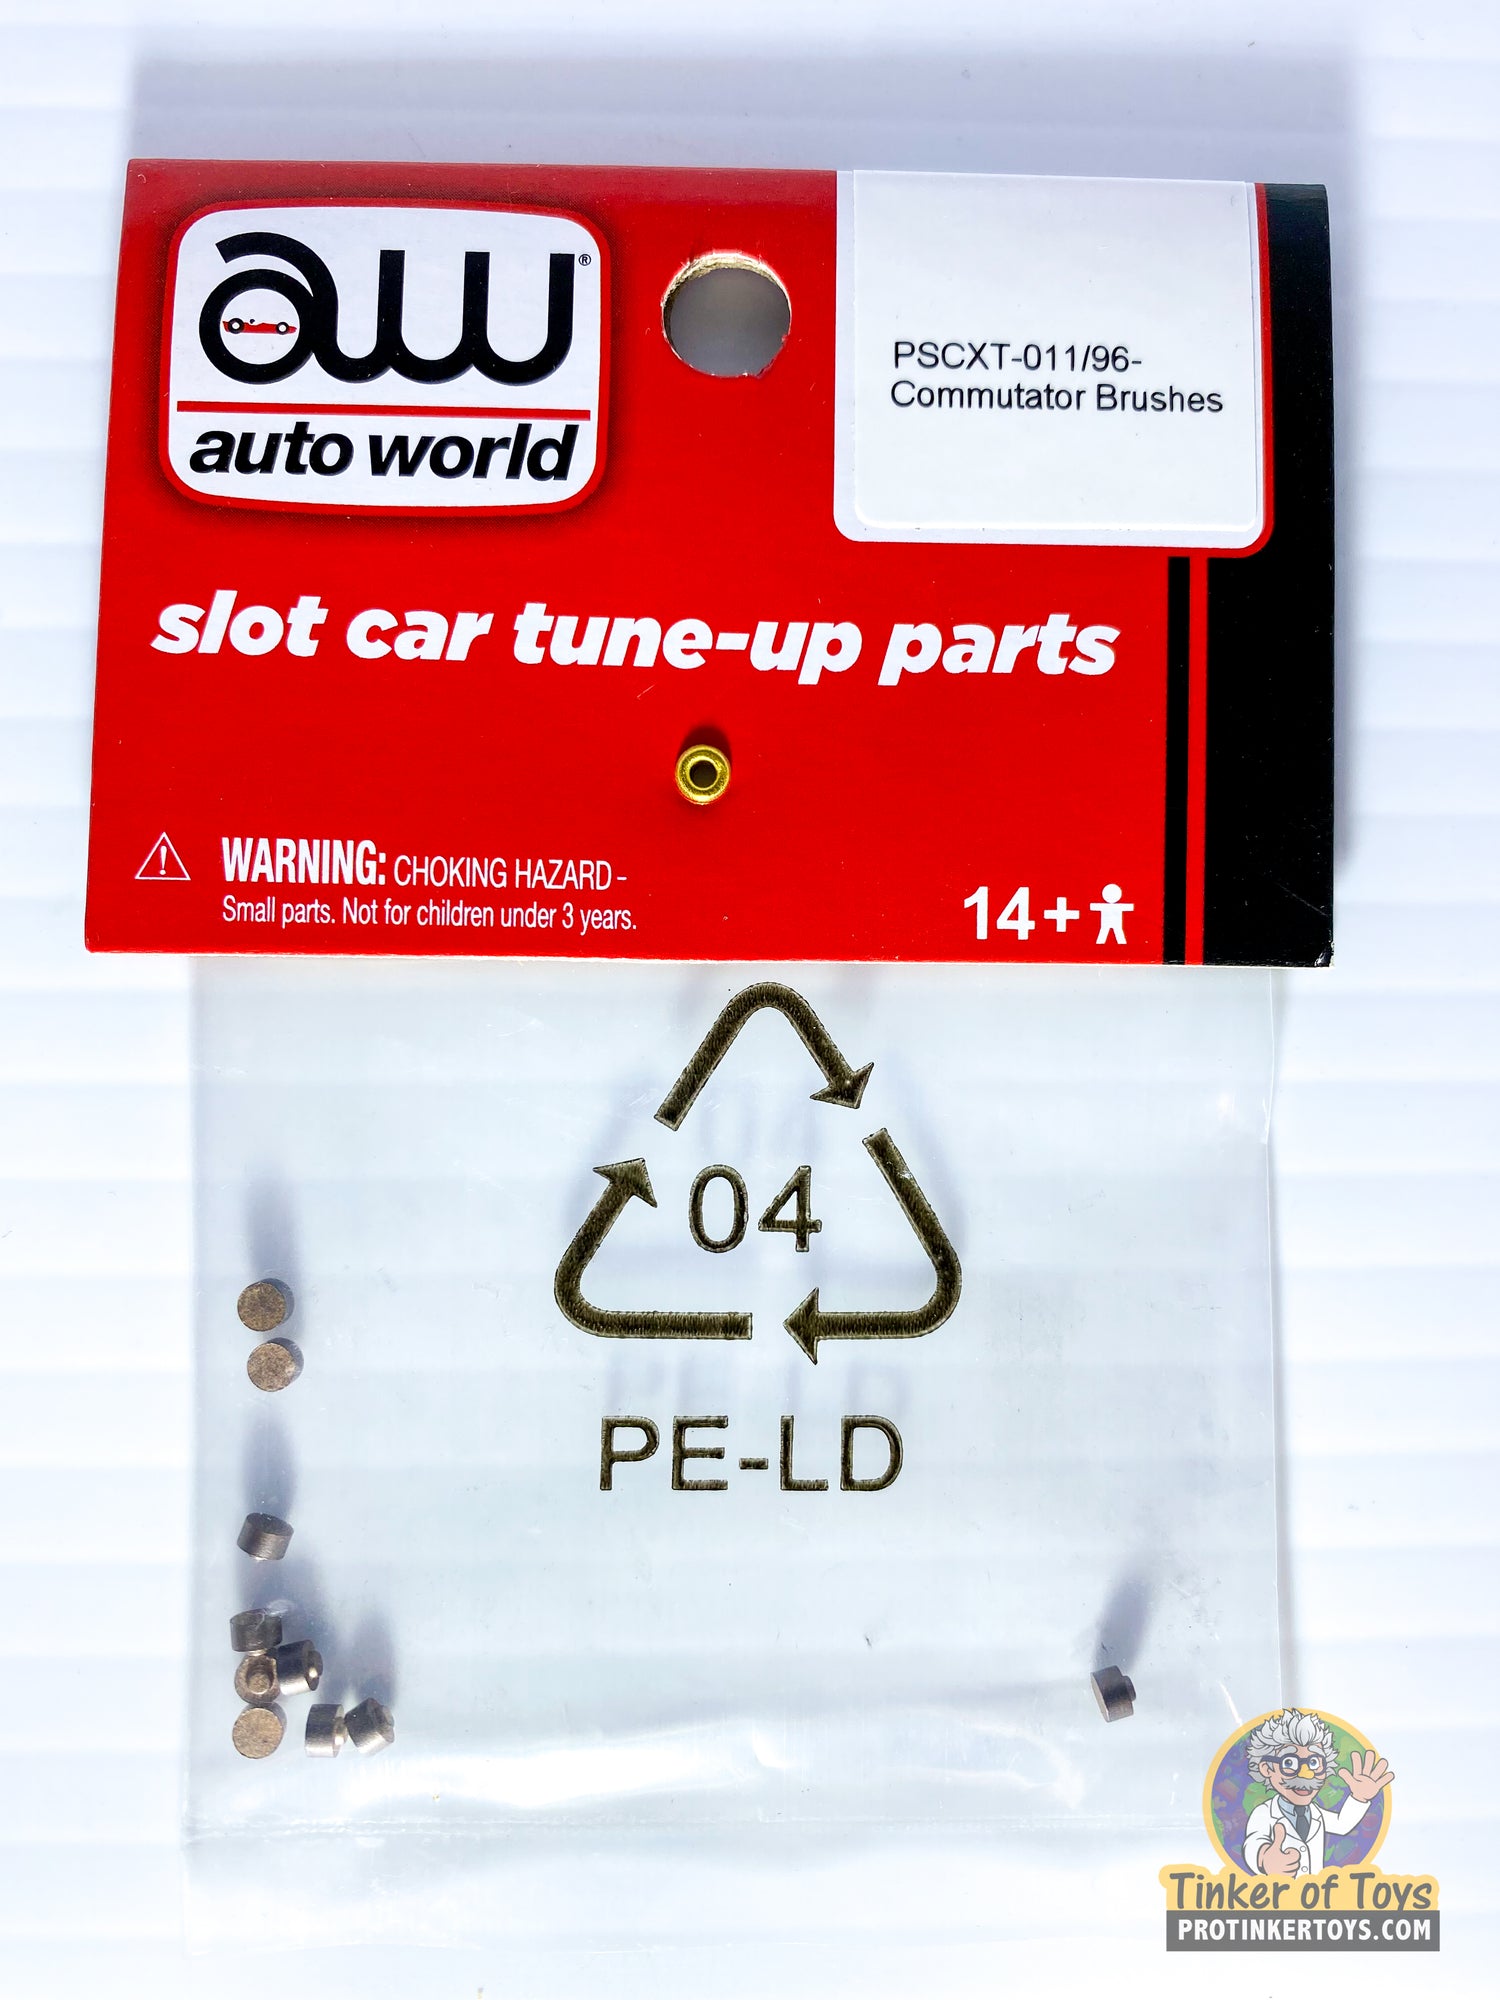 aw®
auto world
PSCXT-011/96-
Commutator Brushes
slot car tune-up parts
WARNING: CHOKING HAZARD -
Small parts. Not for children under 3 years.
14+
04
PE-LD
Tinker of Toys
PROTINKERTOYS.COM